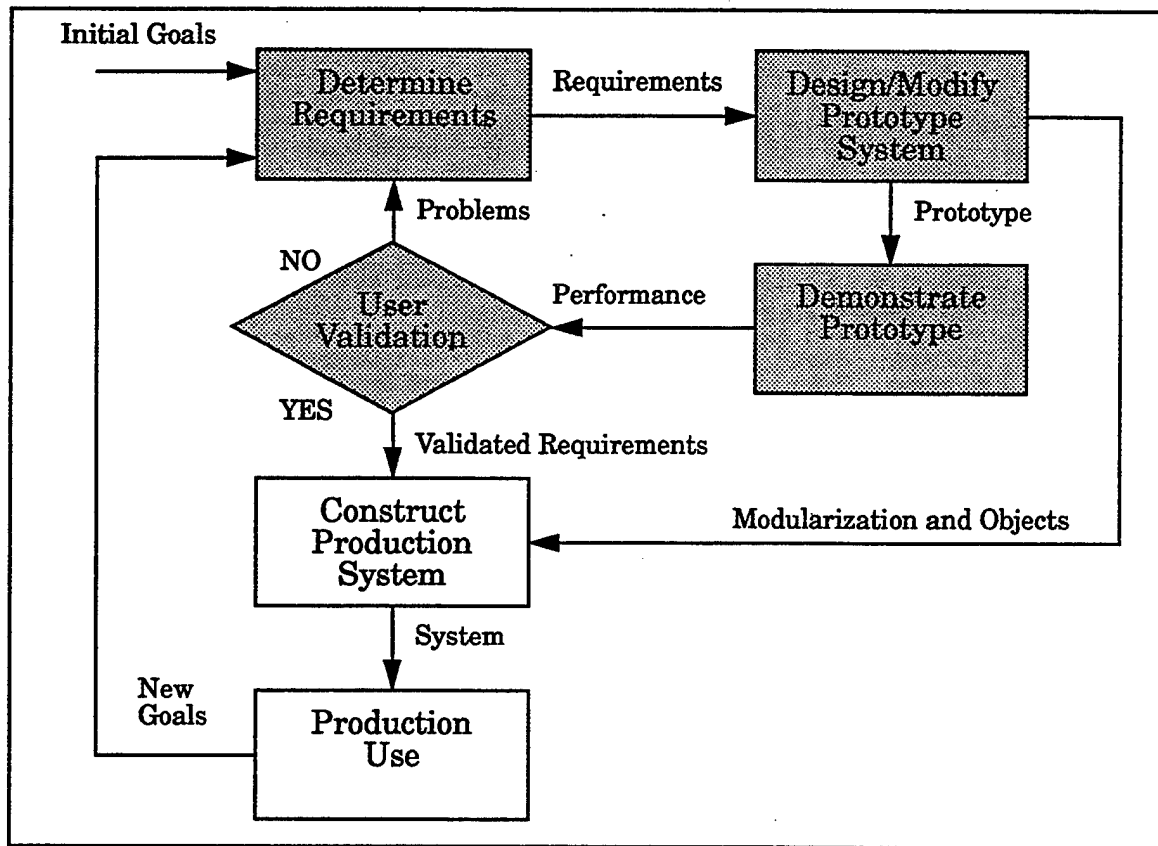 Initial Goals
Determine
Requirements
Requirements
Design/Modify
Prototype
System
Problems
Prototype
NO
User
Validation
Performance
Demonstrate
Prototype
YES
Validated Requirements
Construct
Production
System
Modularization and Objects
System
New
Goals
Production
Use